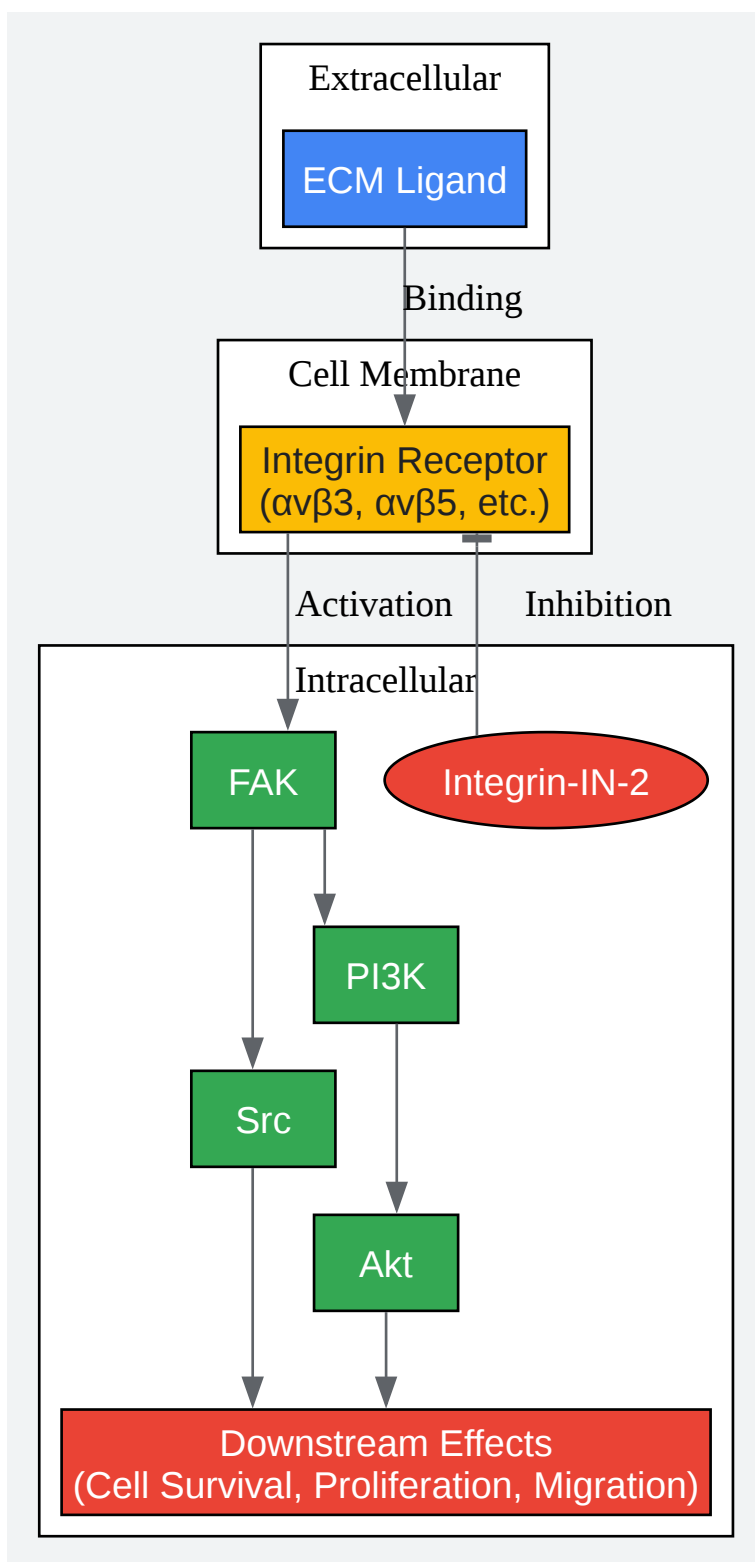 Extracellular
ECM Ligand
Binding
Cell Membrane
Integrin Receptor
(αvβ3, αvβ5, etc.)
Activation
Inhibition
Intracellular
FAK
Integrin-IN-2
PI3K
Src
Akt
Downstream Effects
(Cell Survival, Proliferation, Migration)